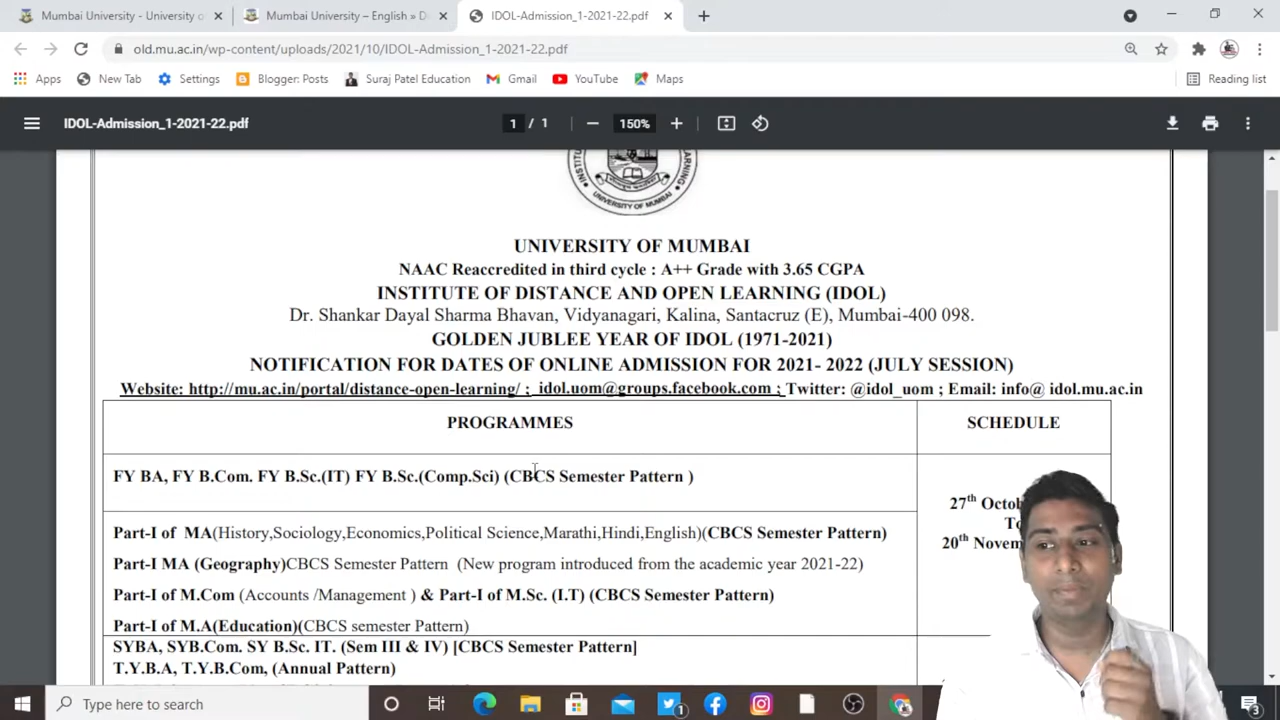 Mumbai University - University o
Mumbai University – English » D
IDOL-Admission_1-2021-22.pdf
old.mu.ac.in/wp-content/uploads/2021/10/IDOL-Admission_1-2021-22.pdf
Apps New Tab Settings Blogger: Posts Suraj Patel Education Gmail YouTube Maps Reading list
IDOL-Admission_1-2021-22.pdf 1 / 1 150%
UNIVERSITY OF MUMBAI
UNIVERSITY OF MUMBAI
NAAC Reaccredited in third cycle : A++ Grade with 3.65 CGPA
INSTITUTE OF DISTANCE AND OPEN LEARNING (IDOL)
Dr. Shankar Dayal Sharma Bhavan, Vidyanagari, Kalina, Santacruz (E), Mumbai-400 098.
GOLDEN JUBLEE YEAR OF IDOL (1971-2021)
NOTIFICATION FOR DATES OF ONLINE ADMISSION FOR 2021- 2022 (JULY SESSION)
Website: http://mu.ac.in/portal/distance-open-learning/ ; idol.uom@groups.facebook.com ; Twitter: @idol_uom ; Email: info@ idol.mu.ac.in
PROGRAMMES SCHEDULE
FY BA, FY B.Com. FY B.Sc.(IT) FY B.Sc.(Comp.Sci) (CBCS Semester Pattern )
27th
20th
Part-I of MA(History,Sociology,Economics,Political Science,Marathi,Hindi,English)(CBCS Semester Pattern)
Part-I MA (Geography)CBCS Semester Pattern (New program introduced from the academic year 2021-22)
Part-I of M.Com (Accounts /Management ) & Part-I of M.Sc. (I.T) (CBCS Semester Pattern)
Part-I of M.A(Education)(CBCS semester Pattern)
SYBA, SYB.Com. SY B.Sc. IT. (Sem III & IV) [CBCS Semester Pattern]
T.Y.B.A, T.Y.B.Com, (Annual Pattern)
Type here to search
1
3